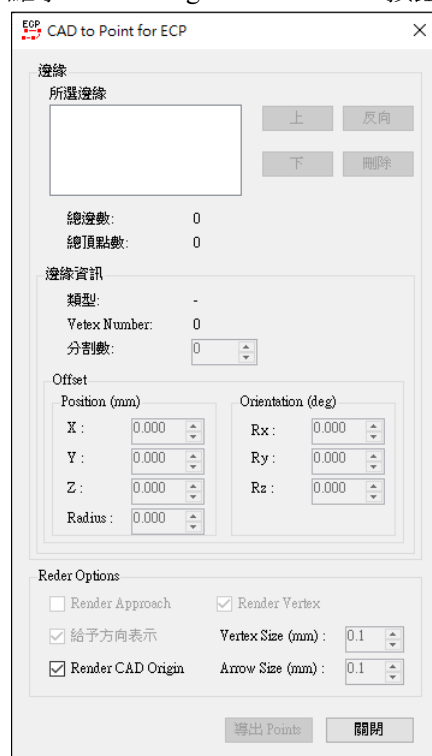 ECP CAD to Point for ECP
邊緣
所選邊緣
上 反向
下 刪除
總邊數: 0
總頂點數: 0
邊緣資訊
類型: -
Vetex Number: 0
分割數: 0
Offset
Position (mm) Orientation (deg)
X : 0.000 Rx : 0.000
Y : 0.000 Ry : 0.000
Z : 0.000 Rz : 0.000
Radius : 0.000
Reder Options
Render Approach Render Vertex
給予方向表示 Vertex Size (mm) : 0.1
Render CAD Origin Arrow Size (mm) : 0.1
導出 Points 關閉